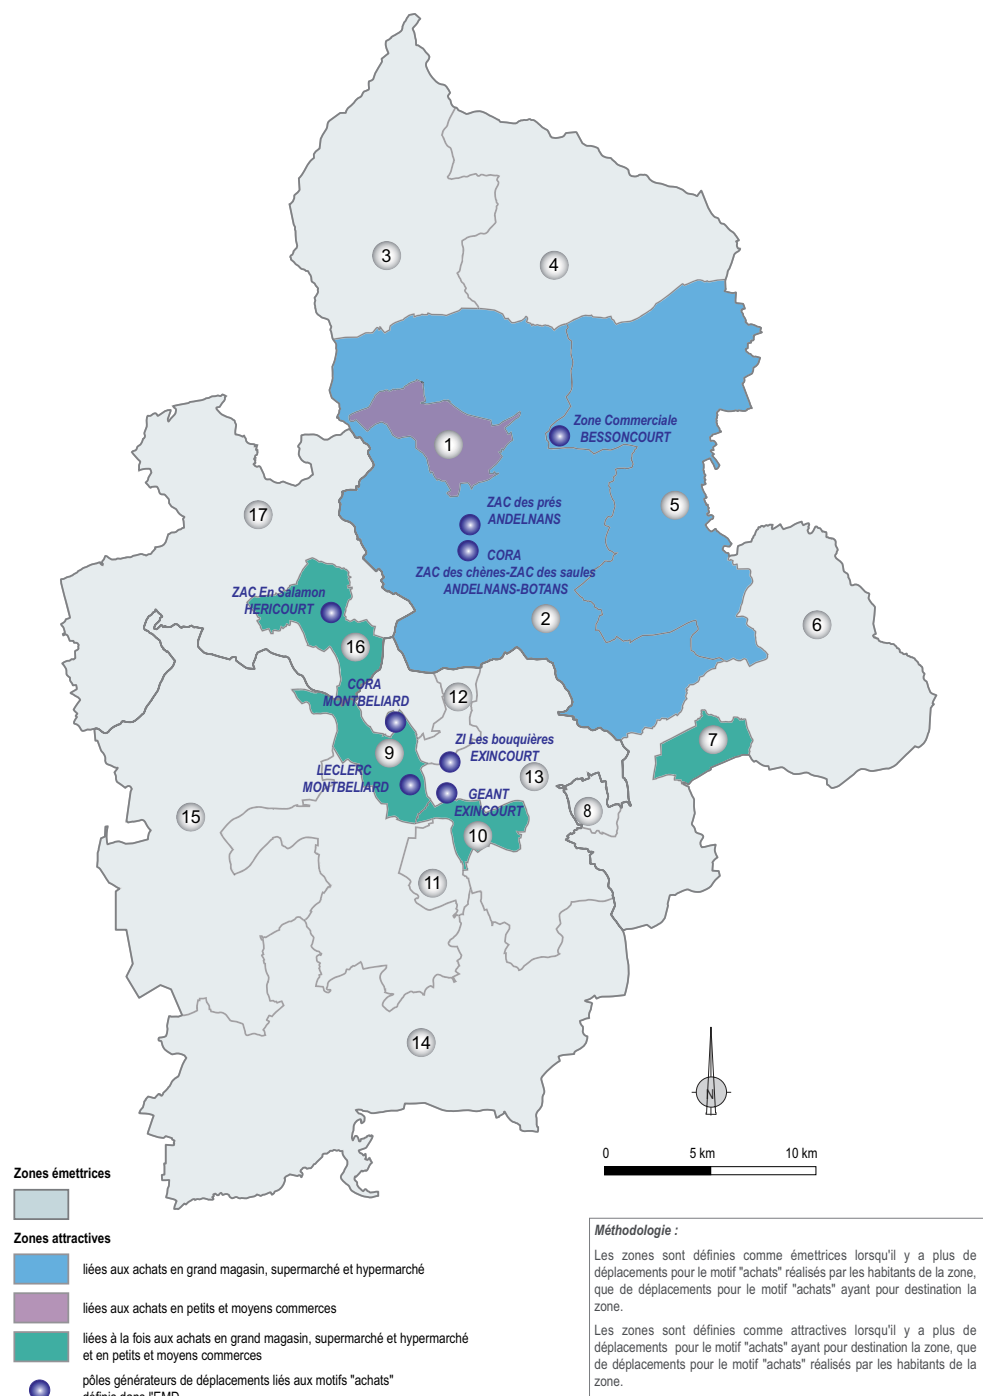 3
4
Zone Commerciale
BESSONCOURT
1
ZAC des prés
ANDELNANS
5
17
CORA
ZAC des chènes-ZAC des saules
ANDELNANS-BOTANS
ZAC En Salamon
HERICOURT
2
6
16
CORA
MONTBELIARD
12
ZI Les bouquières
EXINCOURT
7
9
13
LECLERC
MONTBELIARD
GEANT
EXINCOURT
8
15
10
11
14
N
0 5 km 10 km
Zones émettrices
Zones attractives
liées aux achats en grand magasin, supermarché et hypermarché
liées aux achats en petits et moyens commerces
liées à la fois aux achats en grand magasin, supermarché et hypermarché
et en petits et moyens commerces
pôles générateurs de déplacements liés aux motifs "achats"
définis dans l'EMD
Méthodologie :
Les zones sont définies comme émettrices lorsqu'il y a plus de
déplacements pour le motif "achats" réalisés par les habitants de la zone,
que de déplacements pour le motif "achats" ayant pour destination la
zone.
Les zones sont définies comme attractives lorsqu'il y a plus de
déplacements pour le motif "achats" ayant pour destination la zone, que
de déplacements pour le motif "achats" réalisés par les habitants de la
zone.